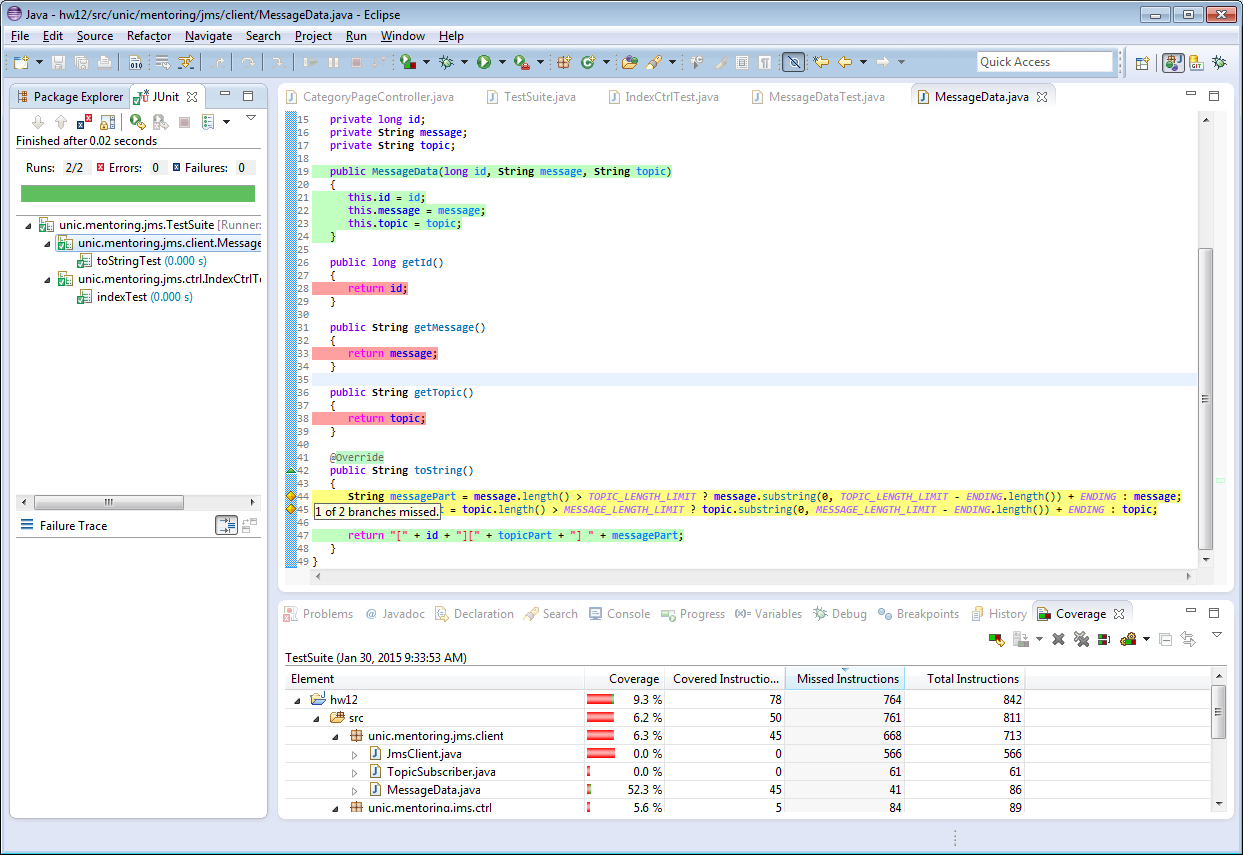 Java - hw12/src/unic/mentoring/jms/client/MessageData.java - Eclipse
File Edit Source Refactor Navigate Search Project Run Window Help
Quick Access
Package Explorer JUnit
Finished after 0.02 seconds
Runs: 2/2 Errors: 0 Failures: 0
unic.mentoring.jms.TestSuite [Runner:
unic.mentoring.jms.client.Message
toStringTest (0.000 s)
unic.mentoring.jms.ctrl.IndexCtrlTe
indexTest (0.000 s)
Failure Trace
CategoryPageController.java TestSuite.java IndexCtrlTest.java MessageDataTest.java MessageData.java
15 private long id;
16 private String message;
17 private String topic;
18
19 public MessageData(long id, String message, String topic)
20 {
21 this.id = id;
22 this.message = message;
23 this.topic = topic;
24 }
25
26 public long getId()
27 {
28 return id;
29 }
30
31 public String getMessage()
32 {
33 return message;
34 }
35
36 public String getTopic()
37 {
38 return topic;
39 }
40
41 @Override
42 public String toString()
43 {
44 String messagePart = message.length() > TOPIC_LENGTH_LIMIT ? message.substring(0, TOPIC_LENGTH_LIMIT - ENDING.length()) + ENDING : message;
45 t = topic.length() > MESSAGE_LENGTH_LIMIT ? topic.substring(0, MESSAGE_LENGTH_LIMIT - ENDING.length()) + ENDING : topic;
1 of 2 branches missed.
46
47 return "[" + id + "][" + topicPart + "] " + messagePart;
48 }
49 }
Problems @ Javadoc Declaration Search Console Progress (x)= Variables Debug Breakpoints History Coverage
TestSuite (Jan 30, 2015 9:33:53 AM)
Element Coverage Covered Instructio... Missed Instructions Total Instructions
hw12 9.3 % 78 764 842
src 6.2 % 50 761 811
unic.mentoring.jms.client 6.3 % 45 668 713
JmsClient.java 0.0 % 0 566 566
TopicSubscriber.java 0.0 % 0 61 61
MessageData.java 52.3 % 45 41 86
unic.mentoring.jms.ctrl 5.6 % 5 84 89